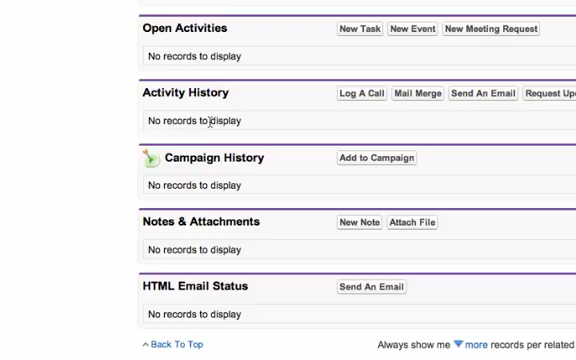 Open Activities New Task New Event New Meeting Request
No records to display
Activity History Log A Call Mail Merge Send An Email Request
No records to display
Campaign History Add to Campaign
No records to display
Notes & Attachments New Note Attach File
No records to display
HTML Email Status Send An Email
No records to display
Back To Top Always show me more records per related